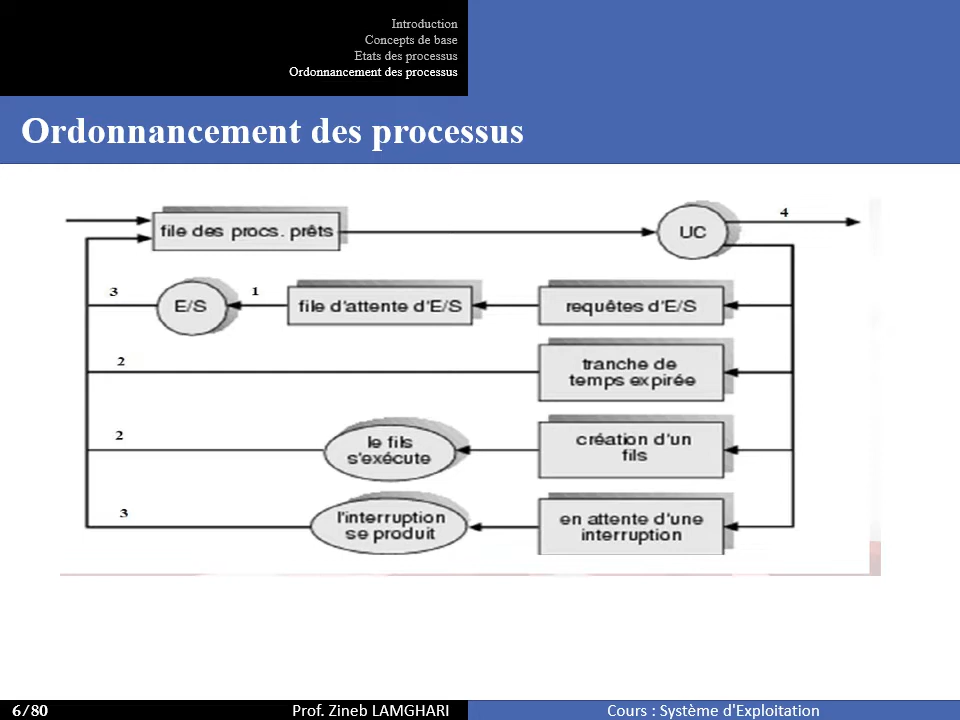 Introduction
Concepts de base
Etats des processus
Ordonnancement des processus
Ordonnancement des processus
4
file des procs. prêts
UC
3
E/S
1
file d'attente d'E/S
requêtes d'E/S
2
tranche de
temps expirée
2
le fils
s'exécute
création d'un
fils
3
l'interruption
se produit
en attente d'une
interruption
6/80
Prof. Zineb LAMGHARI
Cours : Système d'Exploitation